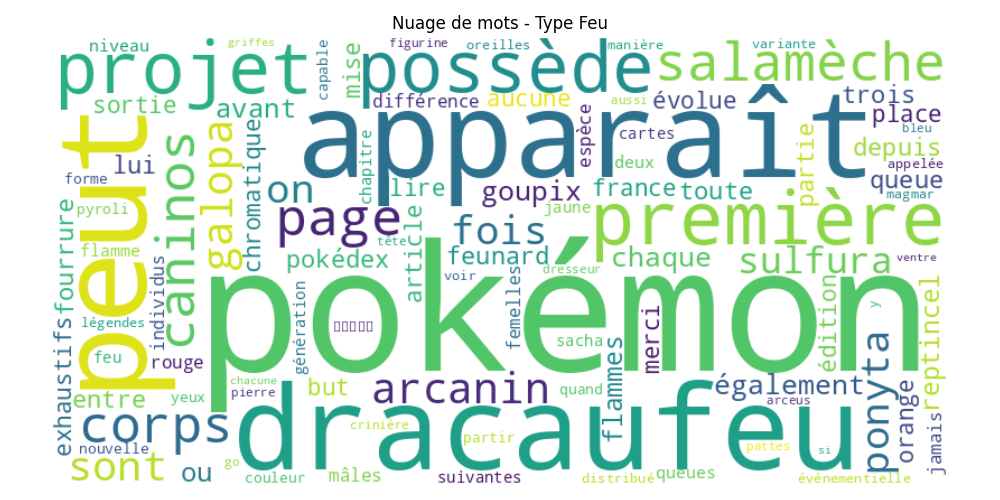 Nuage de mots - Type Feu
niveau
griffes
capable
figurine
oreilles
manière
variante
projet
mise
possède
salamèche
sortie
avant
différence
aucune
aussi
évolue
trois
place
peut
apparaît
espèce
cartes
bleu
lui
caninos
galopa
chromatique
chapitre
deux
partie
depuis
appelée
forme
on
lire
goupix
france
toute
queue
magmar
pyroli
page
fois
jaune
première
fourrure
flamme
tête
article
feunard
chaque
sulfura
ventre
pokédex
voir
dresseur
individus
pokémon
légendes
génération
femelles
sacha
merci
édition
y
reptincel
exhaustifs
feu
rouge
flammes
ponyta
entre
yeux
chacune
pierre
but
arcanin
quand
également
arceus
orange
corps
dracaufeu
crinière
partir
pattes
si
jamais
nouvelle
sont
ou
go
couleur
mâles
suivantes
distribué
queues
événementielle